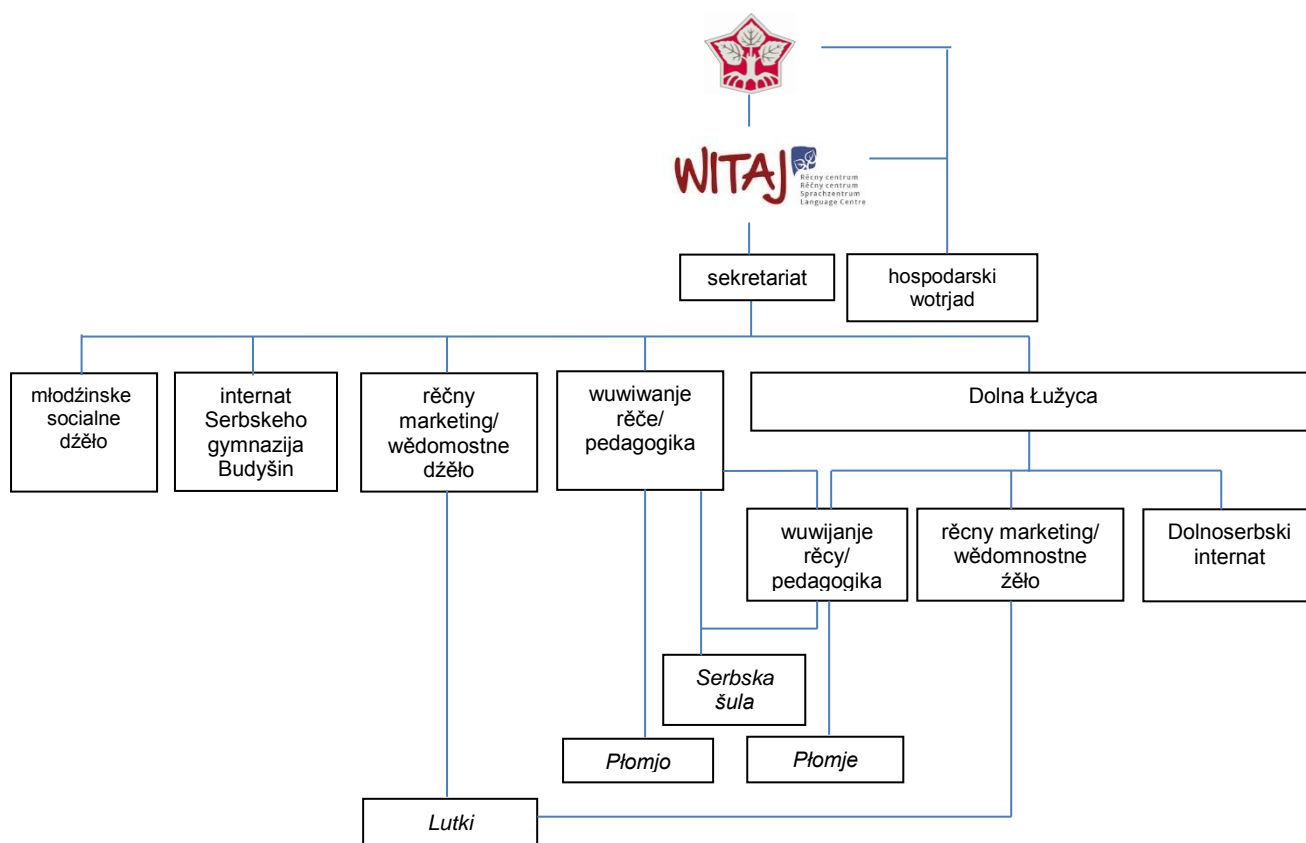 WITAJ
Rěcny centrum
Rěčny centrum
Sprachzentrum
Language Centre
sekretariat
hospodarski
wotrjad
młodźinske
socialne
dźěło
internat
Serbskeho
gymnazija
Budyšin
rěčny
marketing/
wědomostne
dźěło
wuwiwanje
rěče/
pedagogika
Dolna Łužyca
wuwijanje
rěcy/
pedagogika
rěcny marketing/
wědomnostne
źěło
Dolnoserbski
internat
Serbska
šula
Płomjo
Płomje
Lutki